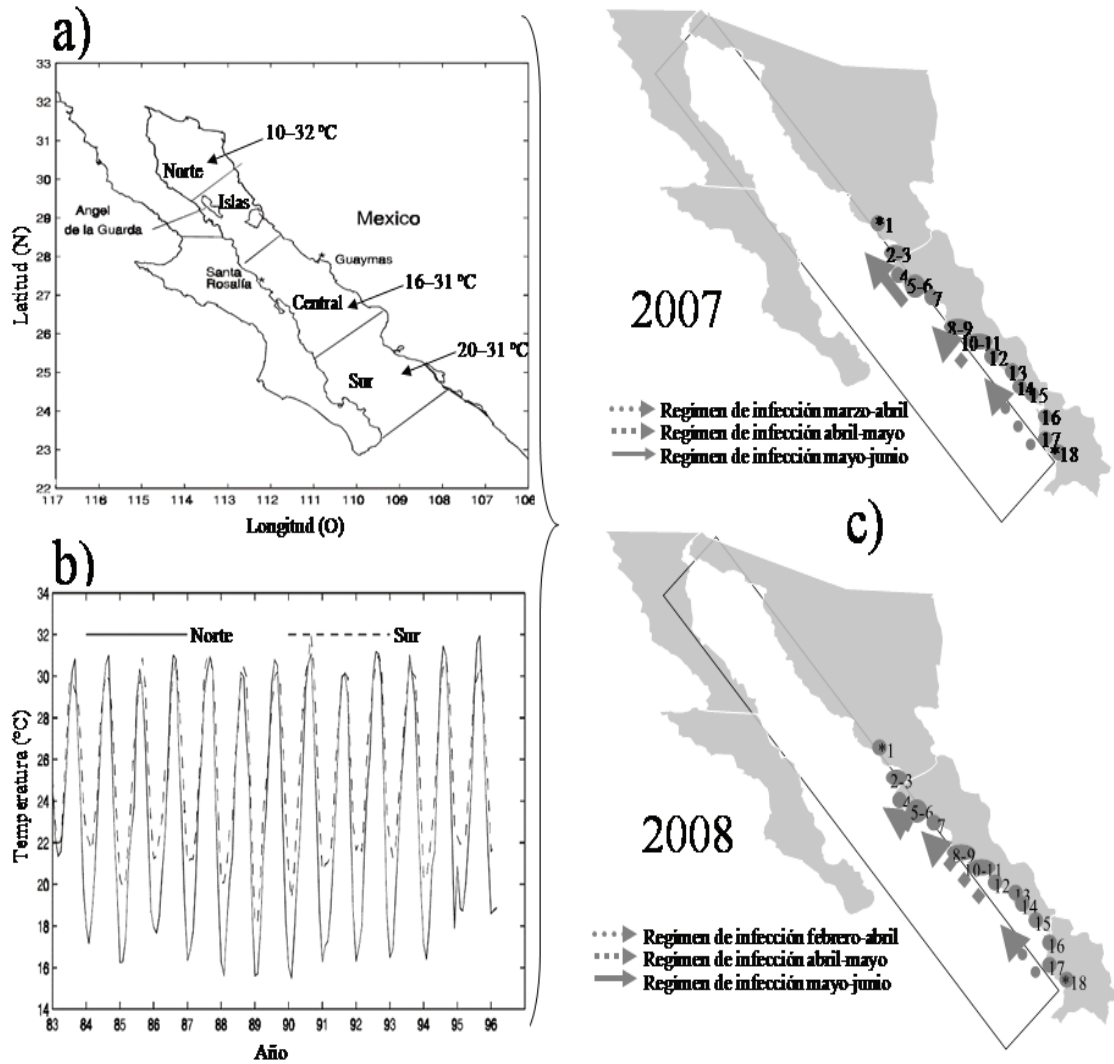 a)
33
32
31
30
29
28
27
26
25
24
23
22
Latitud (N)
117 116 115 114 113 112 111 110 109 108 107 106
Longitud (O)
10–32 ºC
Norte
Islas
Angel
de la Guarda
Mexico
Guaymas
Santa
Rosalía
16–31 ºC
Central
20–31 ºC
Sur
b)
34
32
30
28
26
24
22
20
18
16
14
Temperatura (°C)
Norte
Sur
83 84 85 86 87 88 89 90 91 92 93 94 95 96
Año
c)
2007
*1
2-3
4
5-6
7
8-9
10-11
12
13
14
15
16
17
*18
Regimen de infección marzo-abril
Regimen de infección abril-mayo
Regimen de infección mayo-junio
2008
*1
2-3
4
5-6
7
8-9
10-11
12
13
14
15
16
17
*18
Regimen de infección febrero-abril
Regimen de infección abril-mayo
Regimen de infección mayo-junio